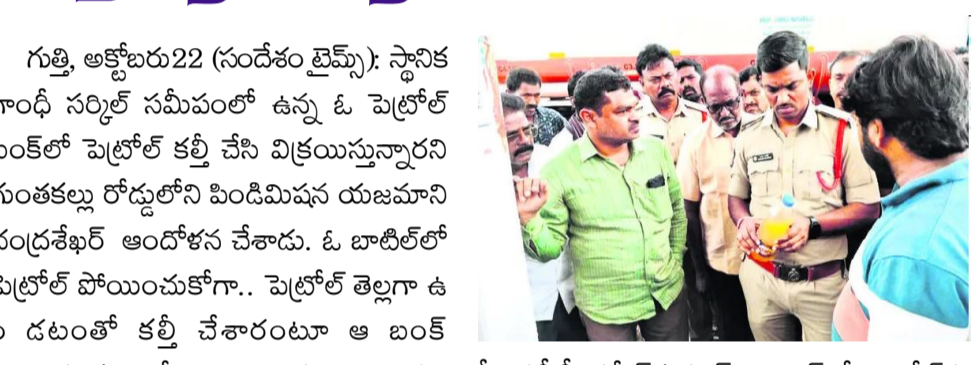 గుత్తి, అక్టోబరు22 (సందేశం టైమ్స్): స్థానిక
గాంధీ సర్కిల్ సమీపంలో ఉన్న ఓ పెట్రోల్
బంక్‌లో పెట్రోల్ కల్తీ చేసి విక్రయిస్తున్నారని
గుంతకల్లు రోడ్డులోని పిండిమిషన యజమాని
చంద్రశేఖర్ ఆందోళన చేశాడు. ఓ బాటిల్‌లో
పెట్రోల్ పోయించుకోగా.. పెట్రోల్ తెల్లగా ఉ
డటంతో కల్తీ చేశారంటూ ఆ బంక్